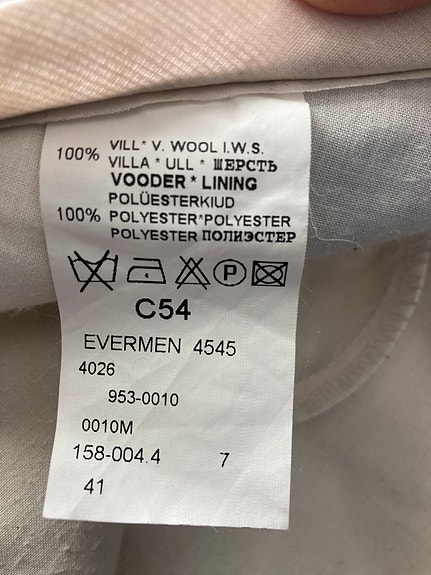 100% VILL* V. WOOL I.W.S.
VILLA * ULL * ШЕРСТЬ
VOODER * LINING
POLÜESTERKIUD
100% POLYESTER*POLYESTER
POLYESTER ПОЛИЭСТЕР
P
C54
EVERMEN 4545
4026
953-0010
0010M
158-004.4 7
41